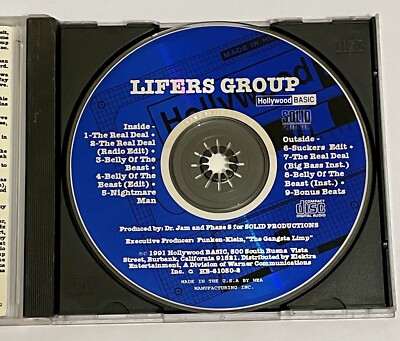 MADE IN
LIFERS GROUP
Hollywood
Hollywood BASIC
SOLID
Inside -
1-The Real Deal •
2-The Real Deal
(Radio Edit) •
3-Belly Of The
Beast •
4-Belly Of The
Beast (Edit) •
5-Nightmare
Man
Outside -
6-Suckers Edit •
7-The Real Deal
(Big Bass Inst.)
8-Belly Of The
Beast (Inst.) •
9-Bonus Beats
COMPACT
disc
DIGITAL AUDIO
Produced by: Dr. Jam and Phase 5 for SOLID PRODUCTIONS
Executive Producer: Funken-Klein, "The Gangsta Limp"
1991 Hollywood BASIC, 500 South Buena Vista
Street, Burbank, California 91521. Distributed by Elektra
Entertainment, A Division of Warner Communications
Inc. HB-61050-2
MADE IN THE U.S.A BY WEA
MANUFACTURING INC.